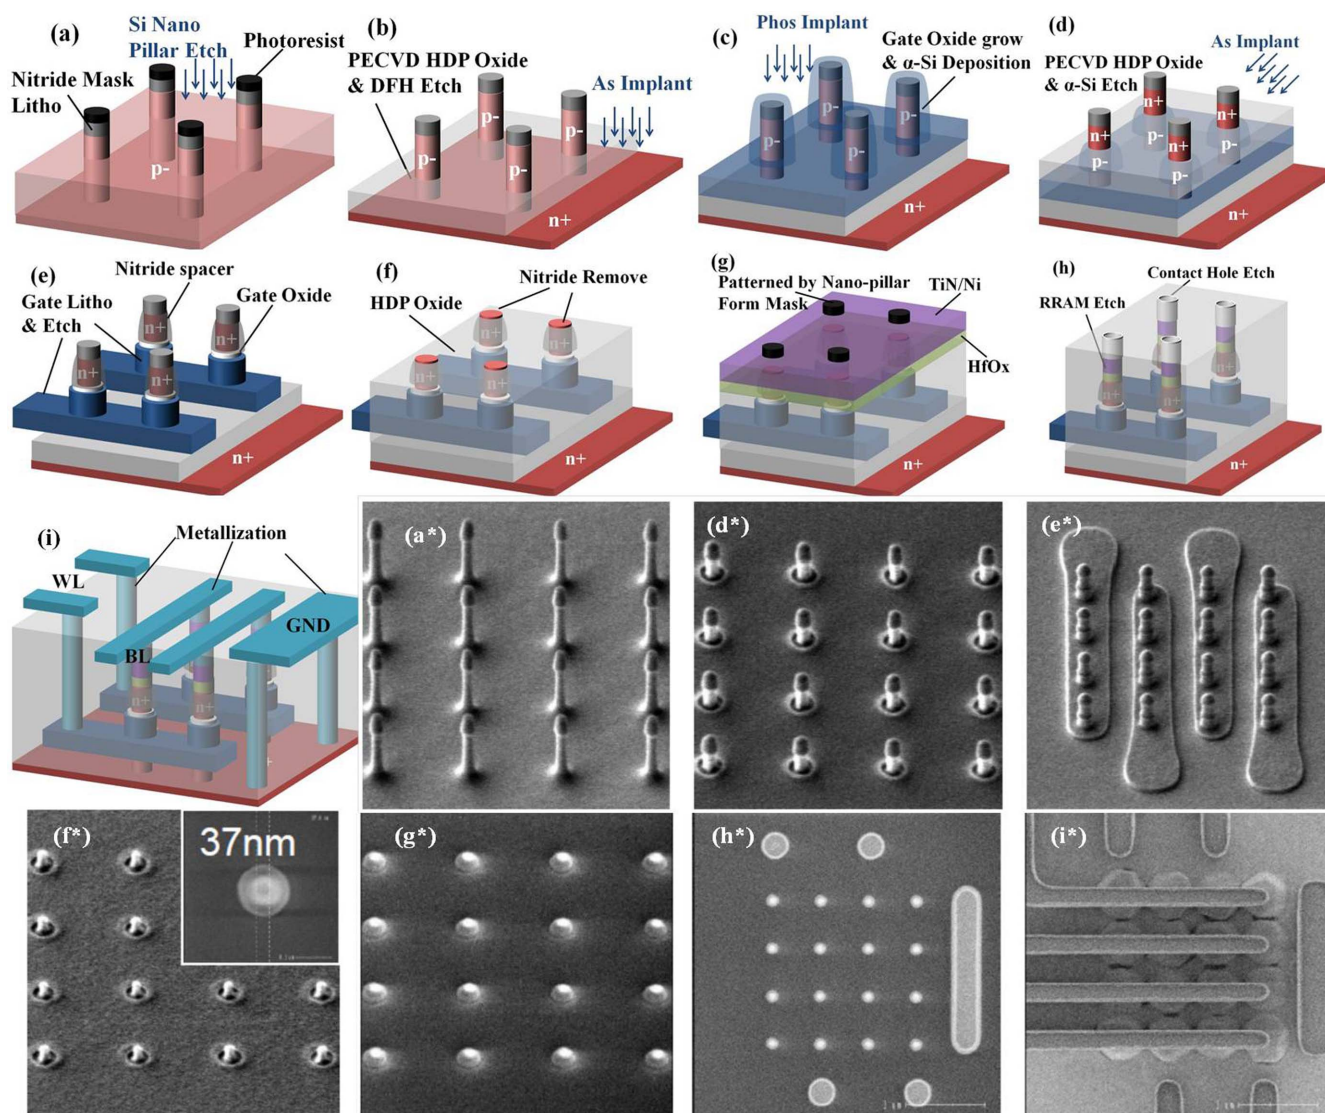 (a)
Si Nano
Pillar Etch
Photoresist
Nitride Mask
Litho
p-
(b)
PECVD HDP Oxide
& DFH Etch
As Implant
p-
p-
p-
p-
n+
(c)
Phos Implant
Gate Oxide grow
& α-Si Deposition
p-
p-
p-
p-
n+
(d)
As Implant
PECVD HDP Oxide
& α-Si Etch
n+
n+
n+
n+
p-
p-
p-
p-
n+
(e)
Nitride spacer
Gate Litho
& Etch
Gate Oxide
n+
n+
n+
n+
n+
(f)
Nitride Remove
HDP Oxide
n+
n+
n+
n+
n+
(g)
Patterned by Nano-pillar
Form Mask
TiN/Ni
HfOx
n+
(h)
Contact Hole Etch
RRAM Etch
n+
n+
n+
n+
n+
(i)
Metallization
WL
GND
BL
n+
n+
(a*)
(d*)
(e*)
(f*)
37nm
(g*)
(h*)
(i*)